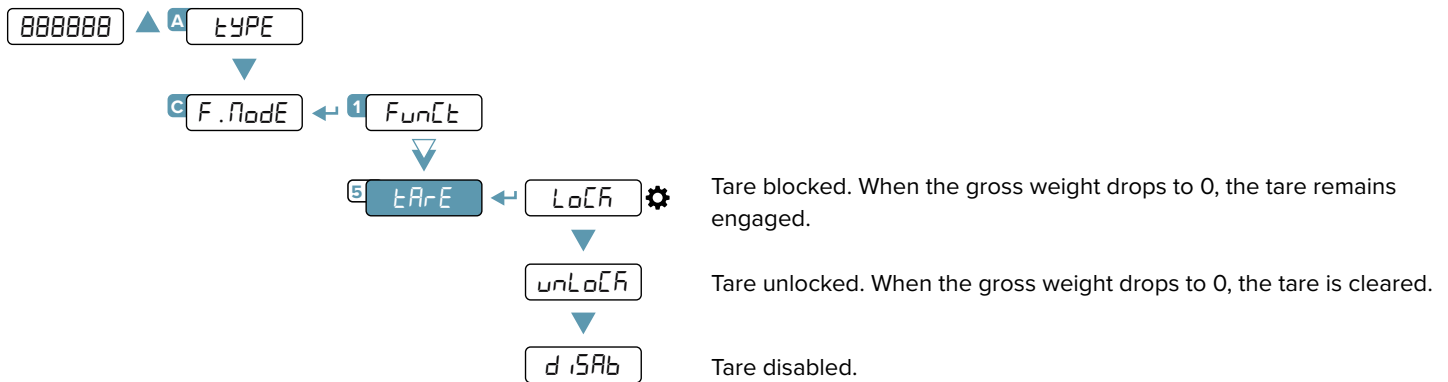 888888 A tYPE
C F.ModE 1 FunCt
5 tArE LoCK Tare blocked. When the gross weight drops to 0, the tare remains
engaged.
unLoCK Tare unlocked. When the gross weight drops to 0, the tare is cleared.
diSAb Tare disabled.